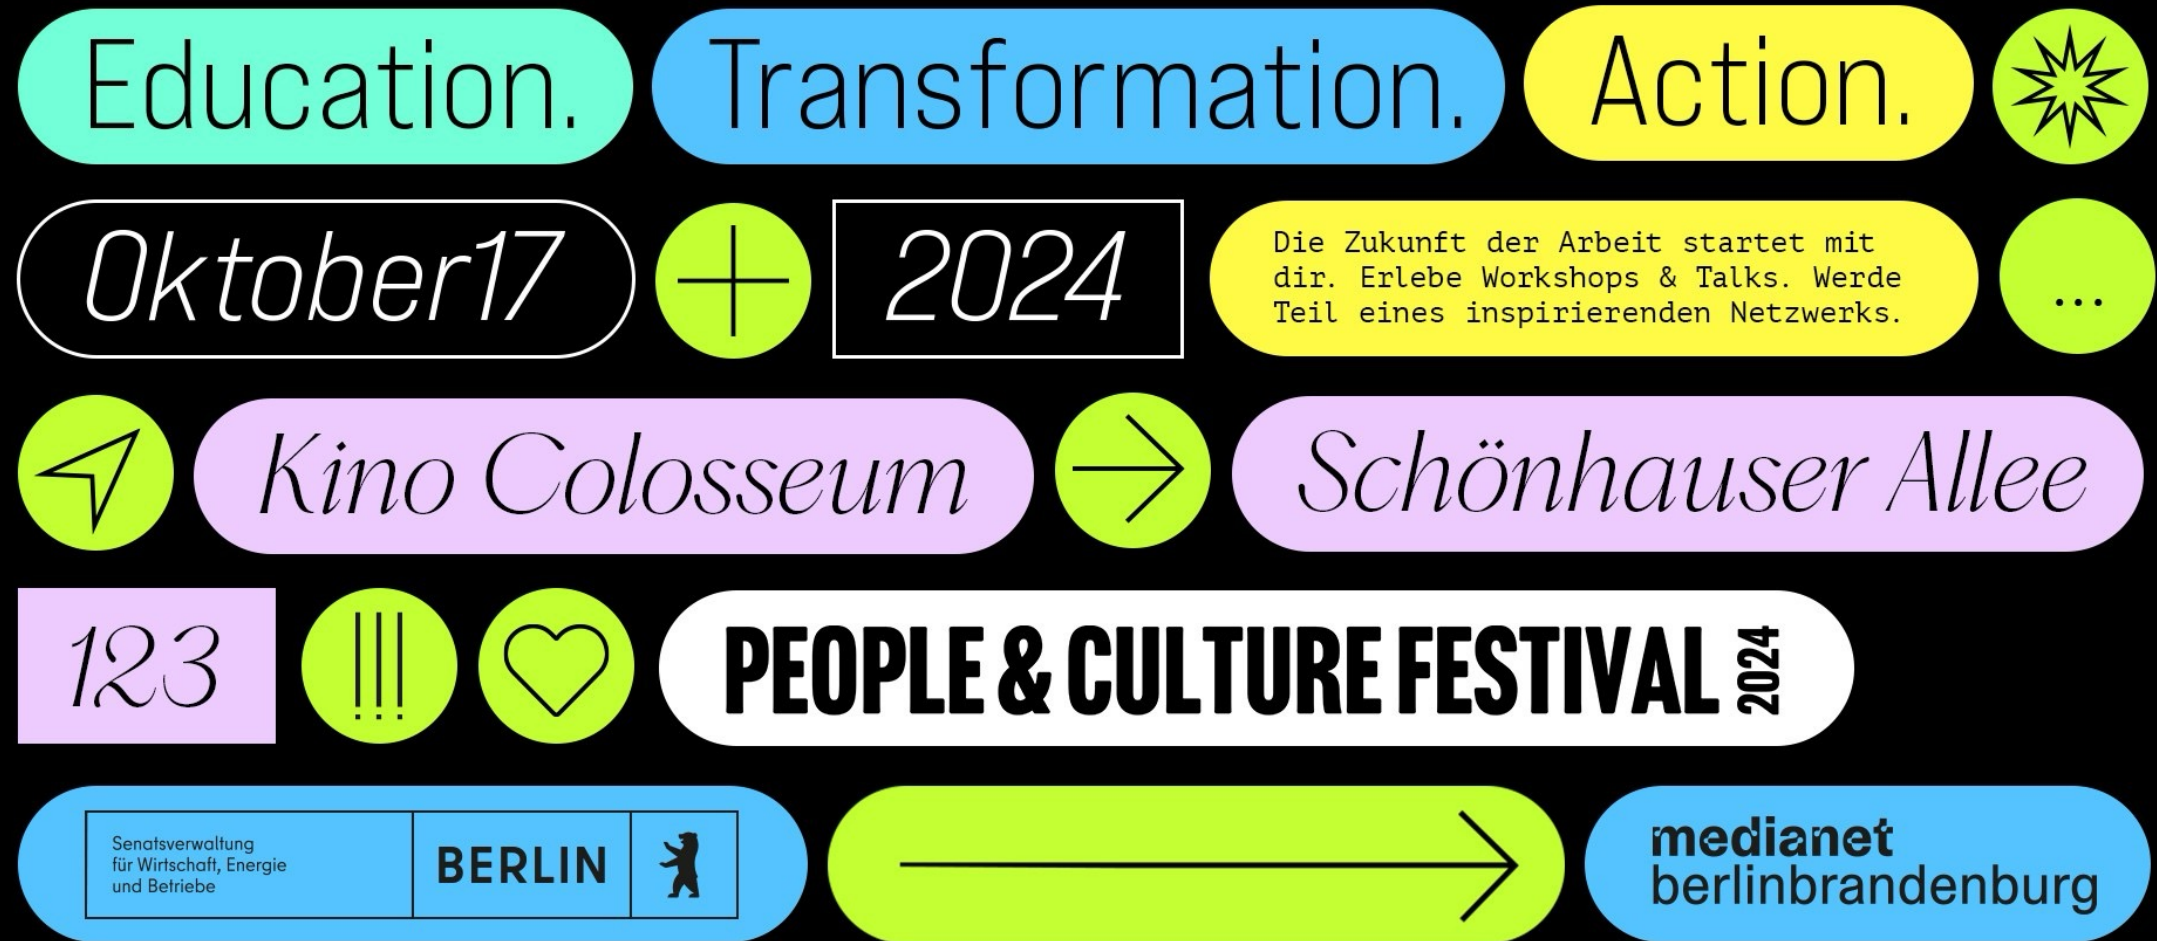 Education. Transformation. Action.
Oktober17 + 2024
Die Zukunft der Arbeit startet mit
dir. Erlebe Workshops & Talks. Werde
Teil eines inspirierenden Netzwerks.
...
Kino Colosseum → Schönhauser Allee
123 !!! PEOPLE & CULTURE FESTIVAL 2024
Senatsverwaltung
für Wirtschaft, Energie
und Betriebe
BERLIN
medianet
berlinbrandenburg